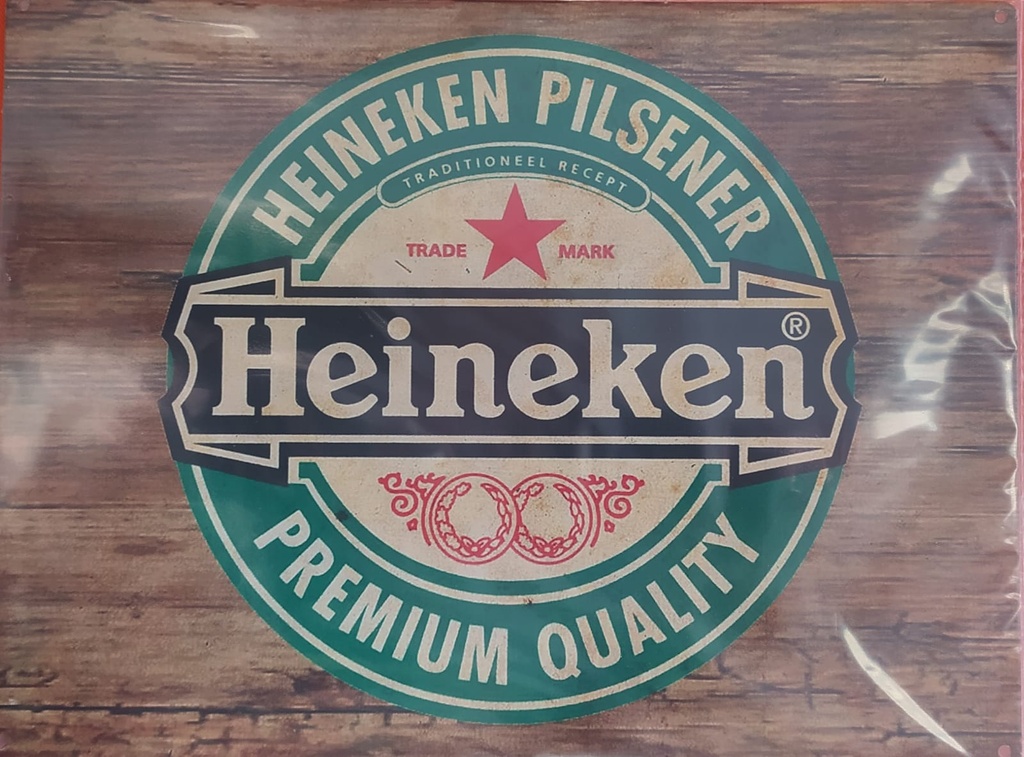 HEINEKEN PILSENER
TRADITIONEEL RECEPT
TRADE MARK
Heineken®
PREMIUM QUALITY